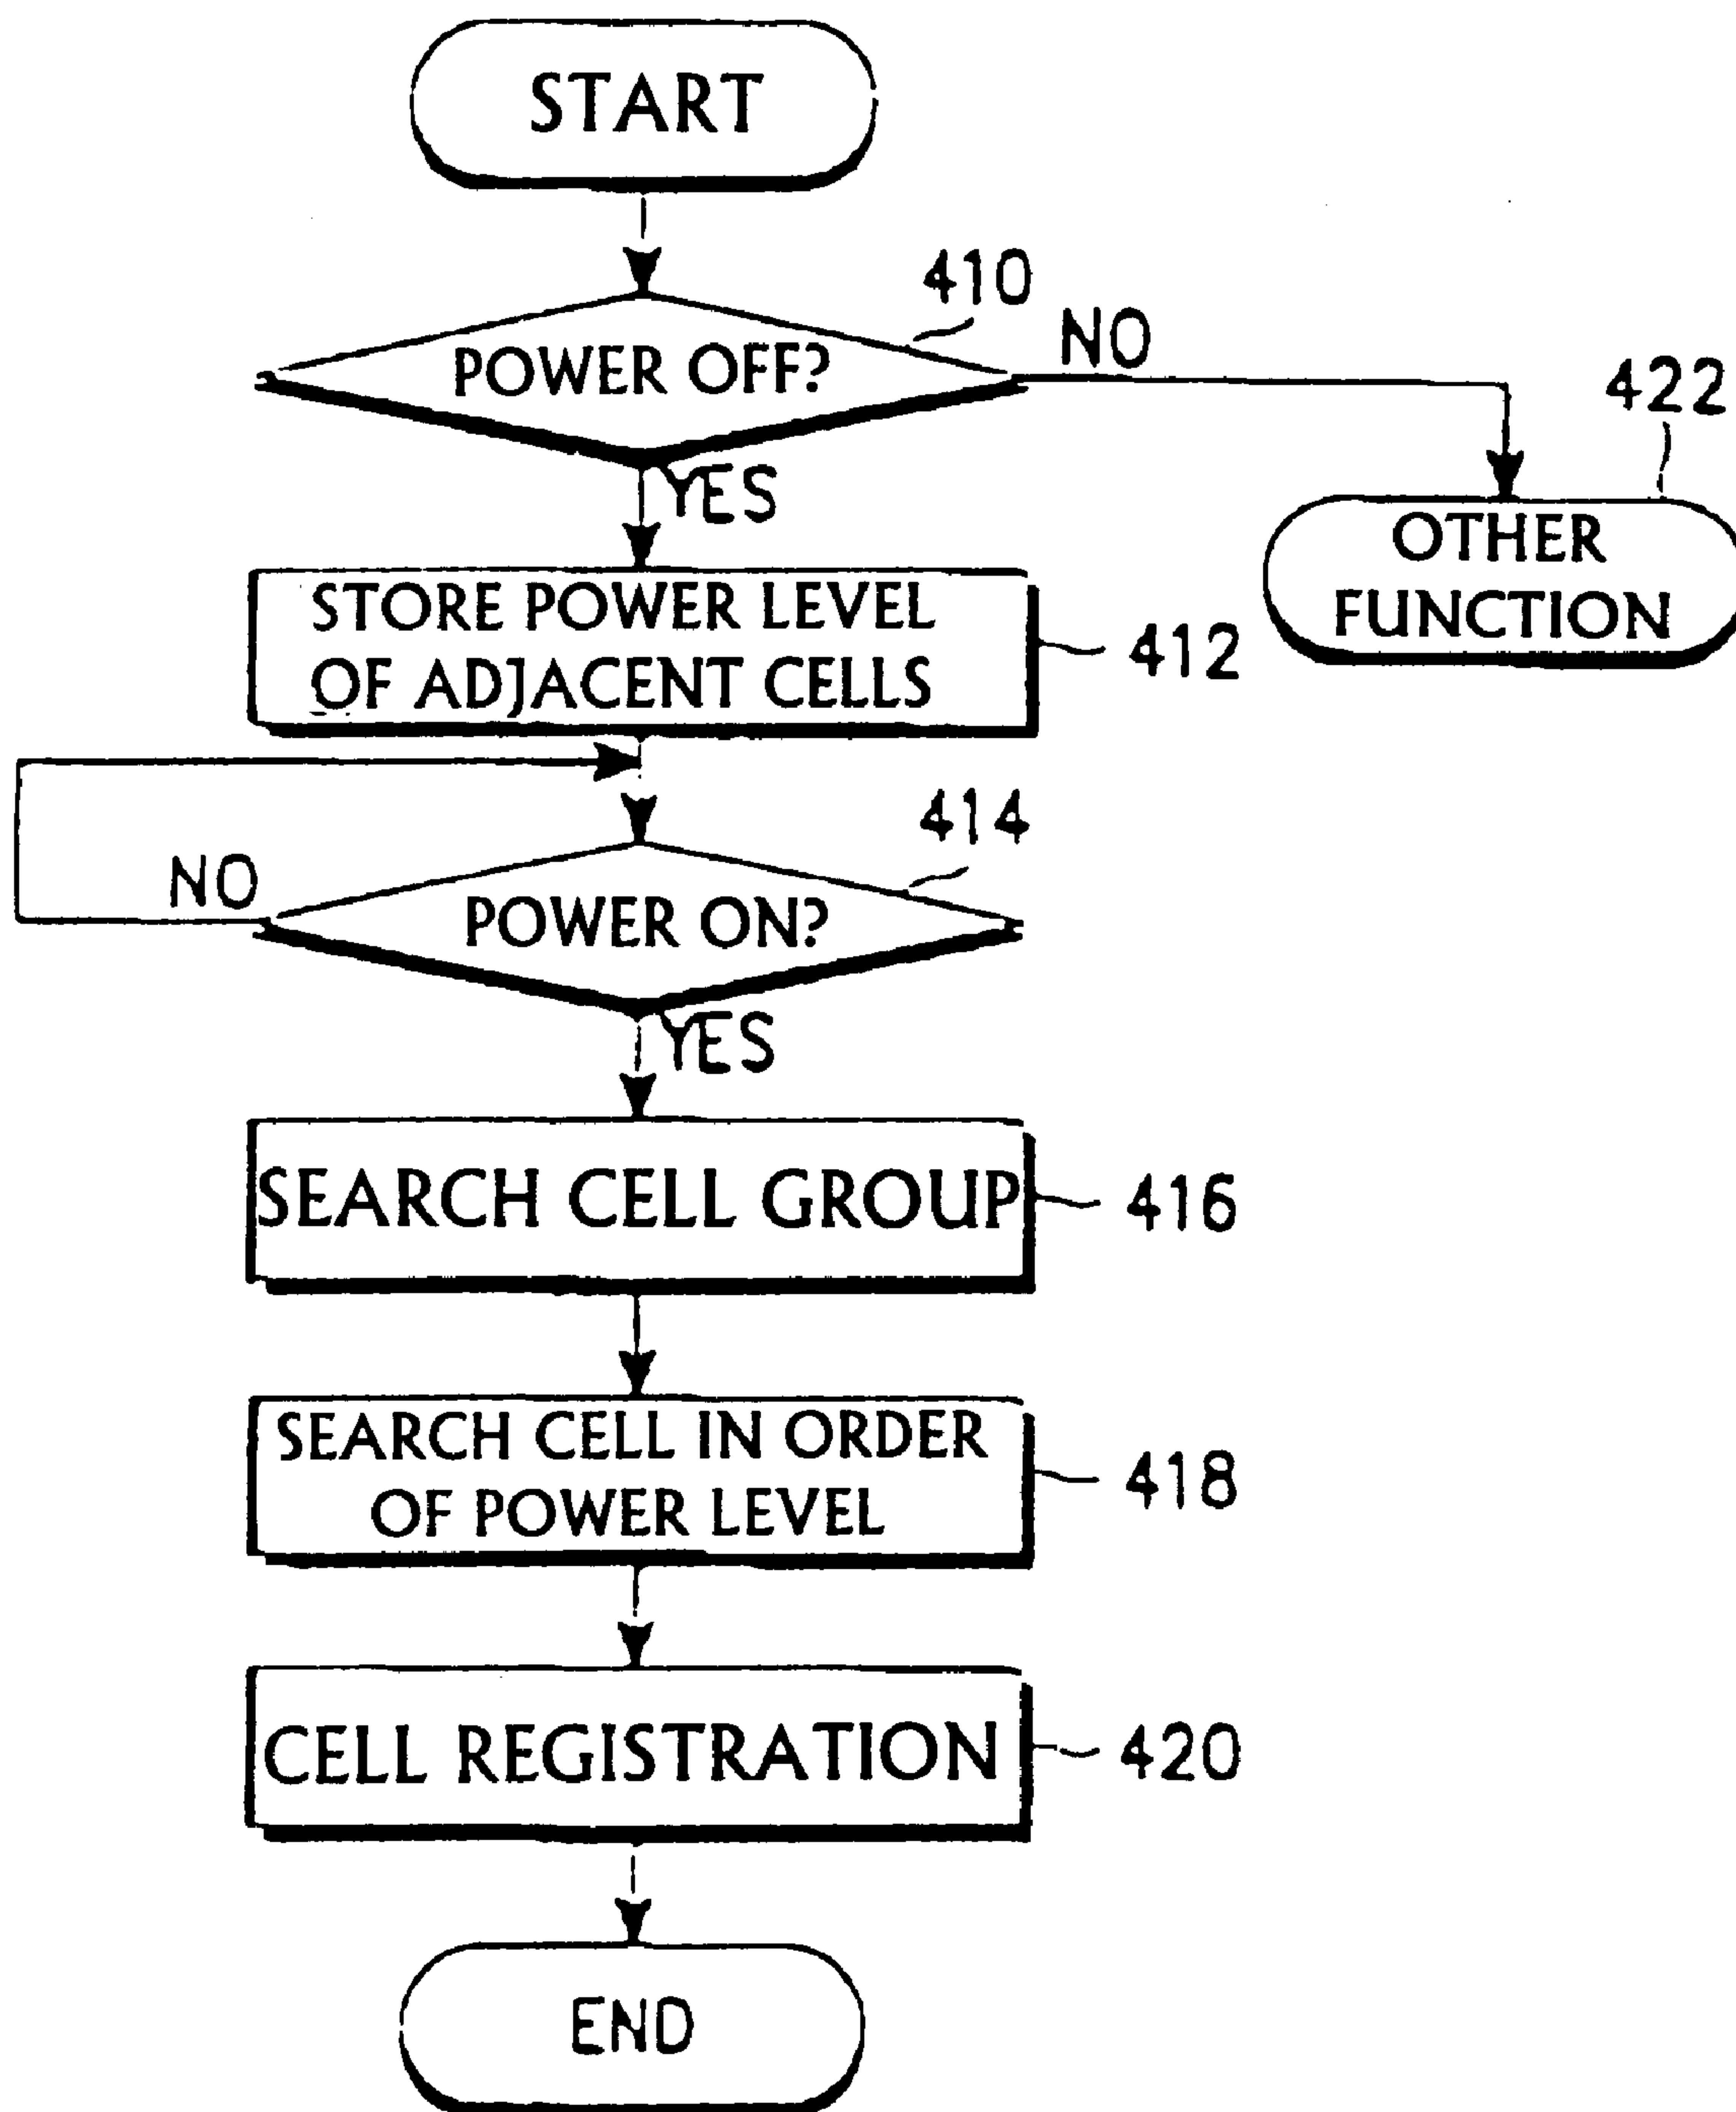 START
410
POWER OFF?
NO
422
YES
OTHER
FUNCTION
STORE POWER LEVEL
OF ADJACENT CELLS
412
414
NO
POWER ON?
YES
SEARCH CELL GROUP
416
SEARCH CELL IN ORDER
OF POWER LEVEL
418
CELL REGISTRATION
420
END